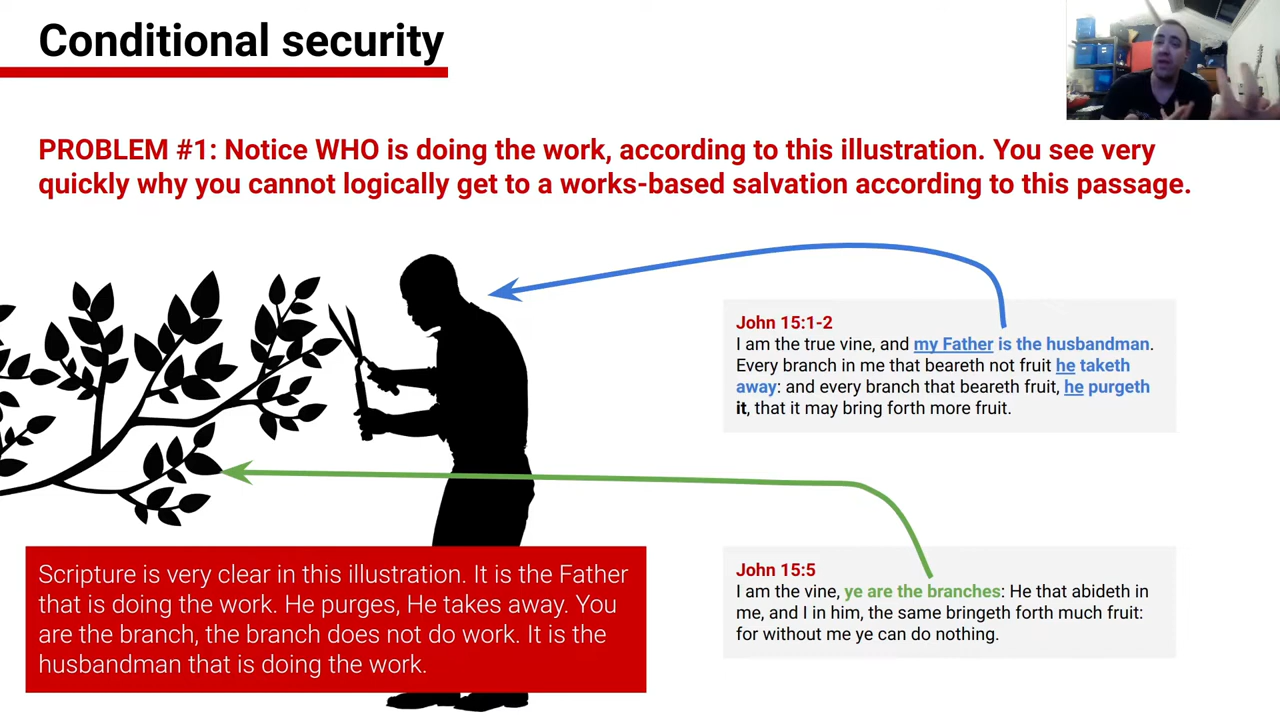 Conditional security
PROBLEM #1: Notice WHO is doing the work, according to this illustration. You see very
quickly why you cannot logically get to a works-based salvation according to this passage.
John 15:1-2
I am the true vine, and my Father is the husbandman.
Every branch in me that beareth not fruit he taketh
away: and every branch that beareth fruit, he purgeth
it, that it may bring forth more fruit.
Scripture is very clear in this illustration. It is the Father
that is doing the work. He purges, He takes away. You
are the branch, the branch does not do work. It is the
husbandman that is doing the work.
John 15:5
I am the vine, ye are the branches: He that abideth in
me, and I in him, the same bringeth forth much fruit:
for without me ye can do nothing.